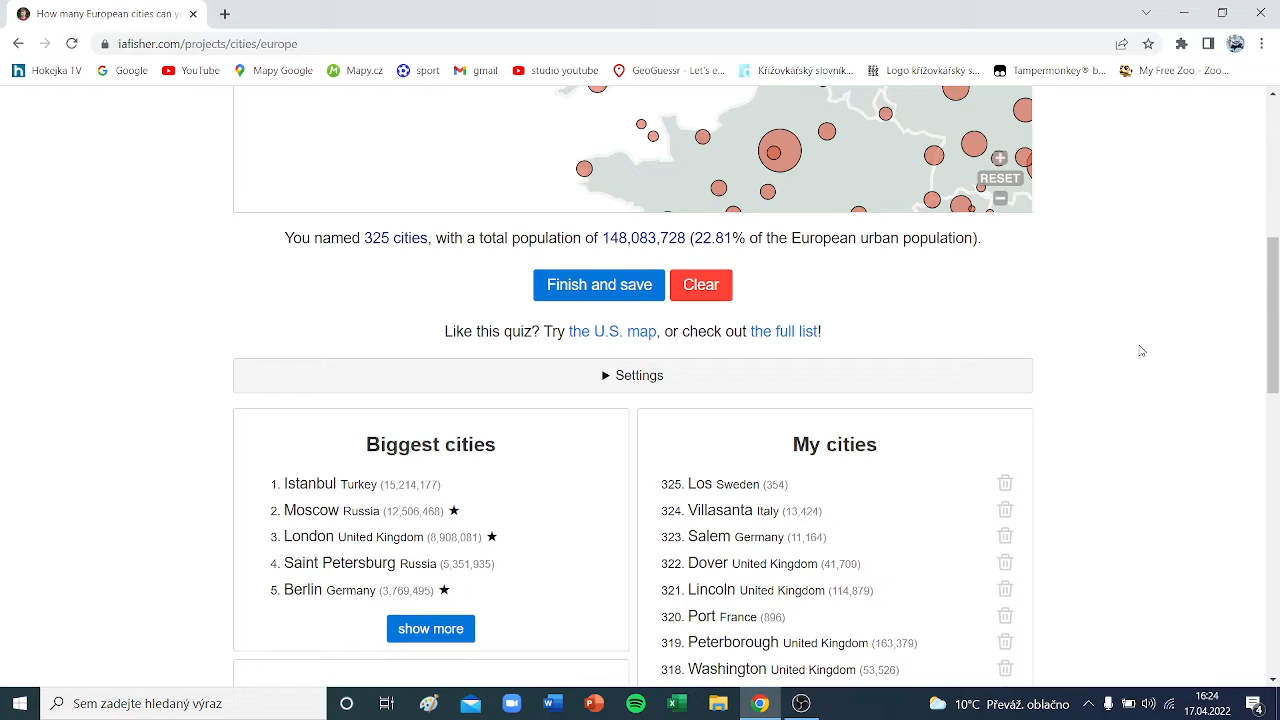 How many European cities can y
iafisher.com/projects/cities/europe
Hokejka TV
Google
YouTube
Mapy Google
Mapy.cz
sport
gmail
studio youtube
GeoGuessr - Let's e...
Křížovkářský slovník...
Logo křížovkářský s...
Tampermonkey® b...
My Free Zoo - Zoo...
+
RESET
−
You named 325 cities, with a total population of 148,083,728 (22.81% of the European urban population).
Finish and save
Clear
Like this quiz? Try the U.S. map, or check out the full list!
▶ Settings
Biggest cities
1. Istanbul Turkey (15,214,177)
2. Moscow Russia (12,506,468) ★
3. London United Kingdom (8,908,081) ★
4. Saint Petersburg Russia (5,351,935)
5. Berlin Germany (3,769,495) ★
show more
My cities
325. Los Sweden (354)
324. Villasanta Italy (13,424)
323. Salem Germany (11,164)
322. Dover United Kingdom (41,709)
321. Lincoln United Kingdom (114,879)
320. Port France (896)
319. Peterborough United Kingdom (163,379)
318. Washington United Kingdom (53,526)
Sem zadejte hledaný výraz
10°C Převáž. oblačno
16:24
17.04.2022